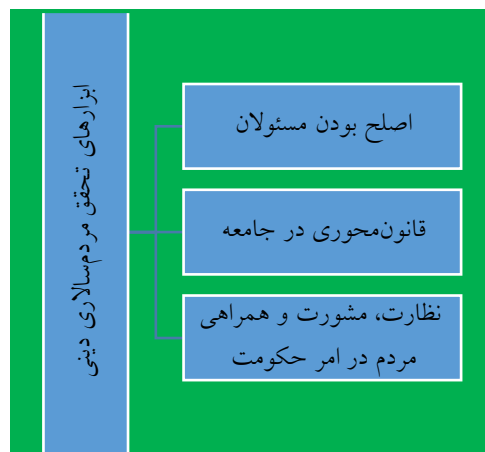 ابزارهای تحقق مردم‌سالاری دینی
اصلح بودن مسئولان
قانون‌محوری در جامعه
نظارت، مشورت و همراهی
مردم در امر حکومت